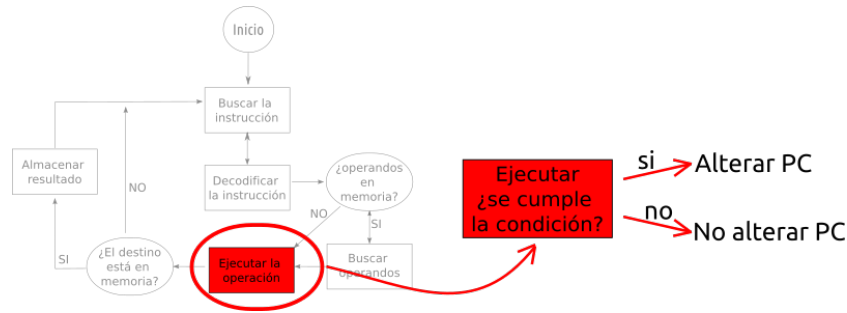 Inicio
Buscar la
instrucción
Decodificar
la instrucción
¿operandos
en
memoria?
NO
SI
Buscar
operandos
Ejecutar la
operación
¿El destino
está en
memoria?
SI
NO
Almacenar
resultado
Ejecutar
¿se cumple
la condición?
si
Alterar PC
no
No alterar PC